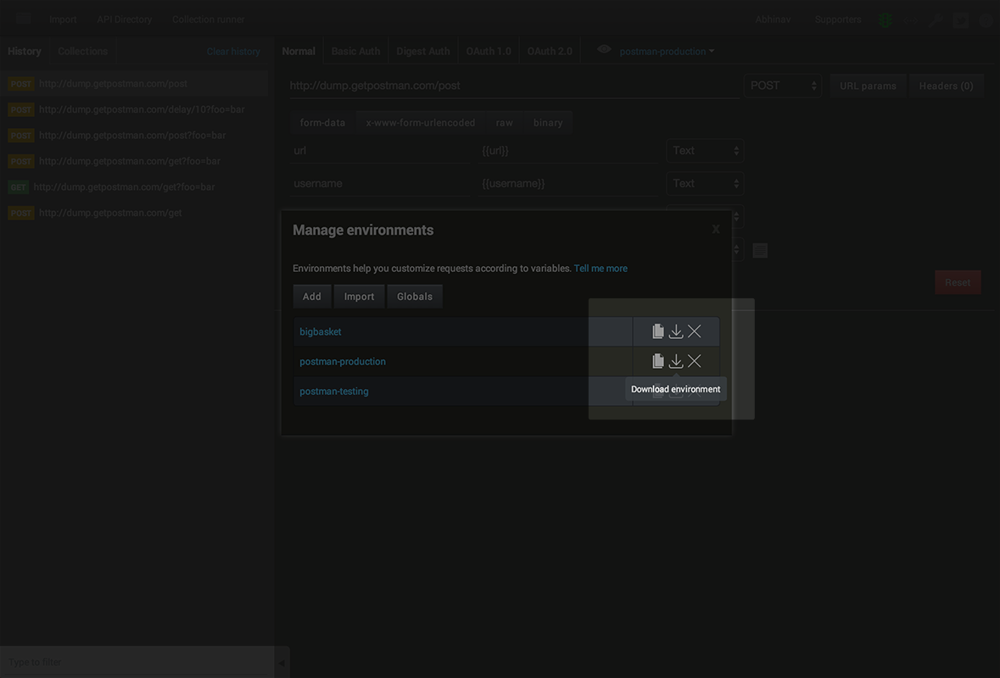 Import API Directory Collection runner Abhinav Supporters
History Collections Clear history
Normal Basic Auth Digest Auth OAuth 1.0 OAuth 2.0 postman-production
POST http://dump.getpostman.com/post
POST http://dump.getpostman.com/delay/10?foo=bar
POST http://dump.getpostman.com/post?foo=bar
POST http://dump.getpostman.com/get?foo=bar
GET http://dump.getpostman.com/get?foo=bar
POST http://dump.getpostman.com/get
http://dump.getpostman.com/post POST URL params Headers (0)
form-data x-www-form-urlencoded raw binary
url {{url}} Text
username {{username}} Text
Manage environments X
Environments help you customize requests according to variables. Tell me more
Add Import Globals
bigbasket
postman-production
postman-testing
Download environment
Reset
Type to filter